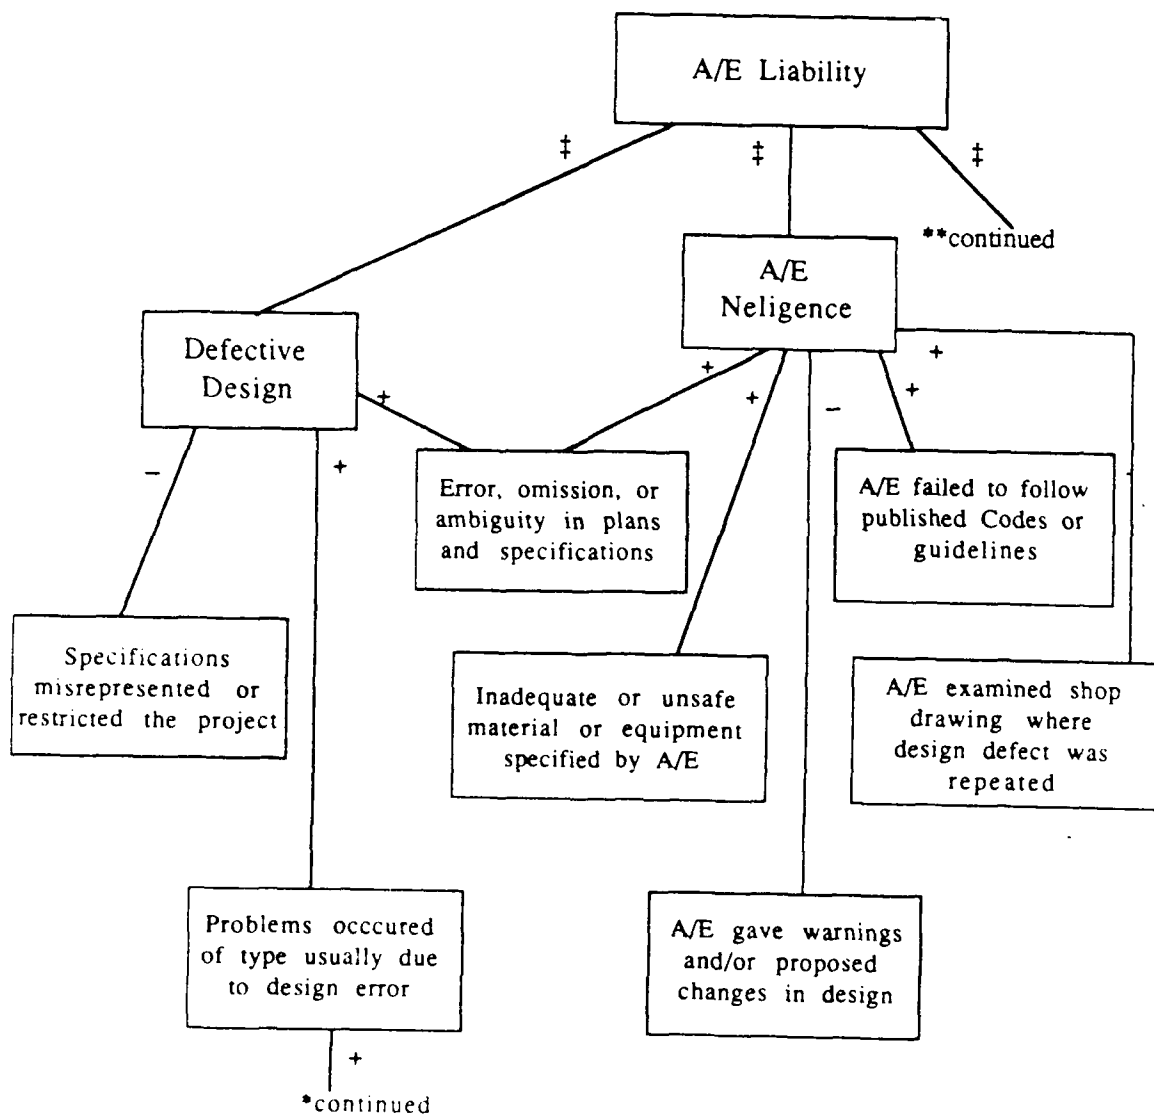 A/E Liability
‡
‡
‡
**continued
A/E
Neligence
Defective
Design
+
+
+
+
+
–
–
+
Error, omission, or
ambiguity in plans
and specifications
A/E failed to follow
published Codes or
guidelines
Specifications
misrepresented or
restricted the project
Inadequate or unsafe
material or equipment
specified by A/E
A/E examined shop
drawing where
design defect was
repeated
Problems occcured
of type usually due
to design error
A/E gave warnings
and/or proposed
changes in design
+
*continued